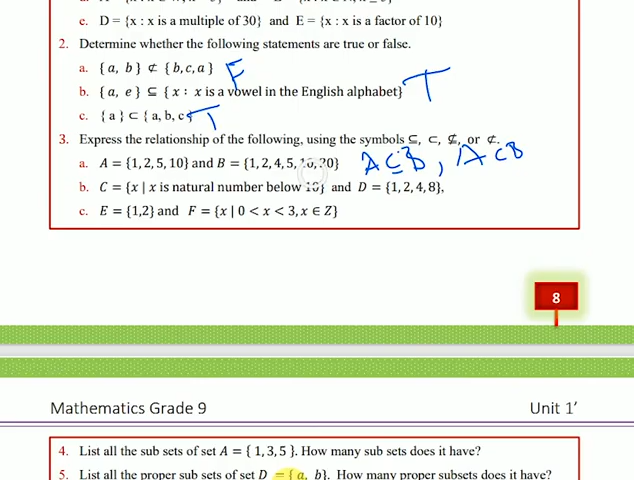 c. D = {x : x is a multiple of 30} and E = {x : x is a factor of 10}
2. Determine whether the following statements are true or false.
a. { a, b } ⊄ { b, c, a } F
b. { a, e } ⊆ { x : x is a vowel in the English alphabet} T
c. { a } ⊂ { a, b, c } T
3. Express the relationship of the following, using the symbols ⊆, ⊂, ⊈, or ⊄.
a. A = {1, 2, 5, 10} and B = {1, 2, 4, 5, 10, 20} A ⊆ B , A ⊂ B
b. C = {x | x is natural number below 10} and D = {1, 2, 4, 8},
c. E = {1,2} and F = {x | 0 < x < 3, x ∈ Z}
8
Mathematics Grade 9 Unit 1’
4. List all the sub sets of set A = { 1, 3, 5 }. How many sub sets does it have?
5. List all the proper subsets of set D = { a, b}. How many proper subsets does it have?